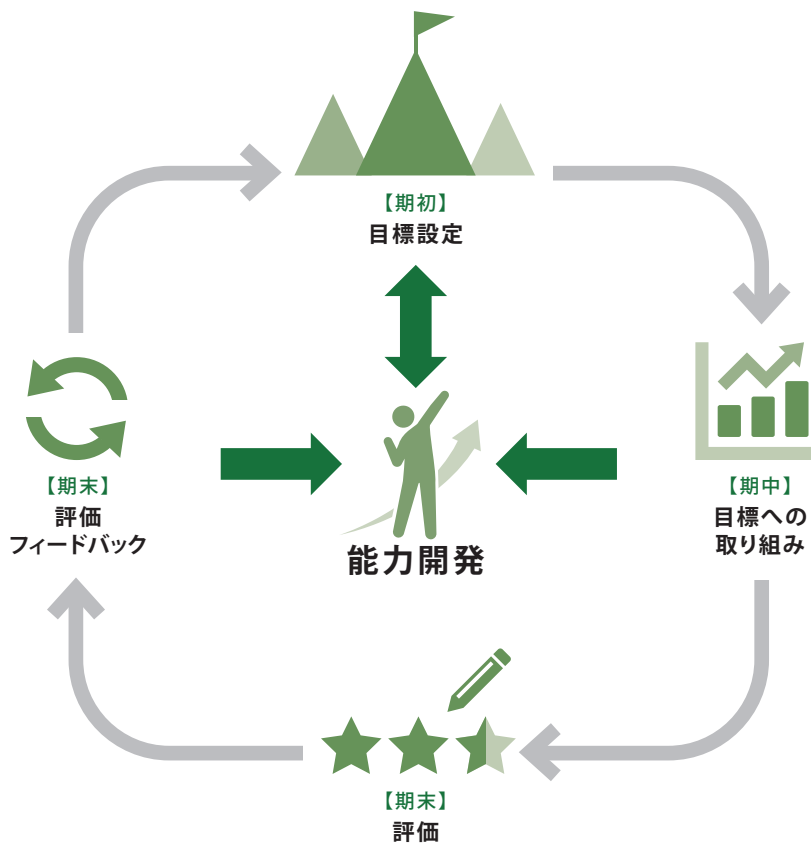 【期初】
目標設定
【期中】
目標への
取り組み
【期末】
評価
【期末】
評価
フィードバック
能力開発